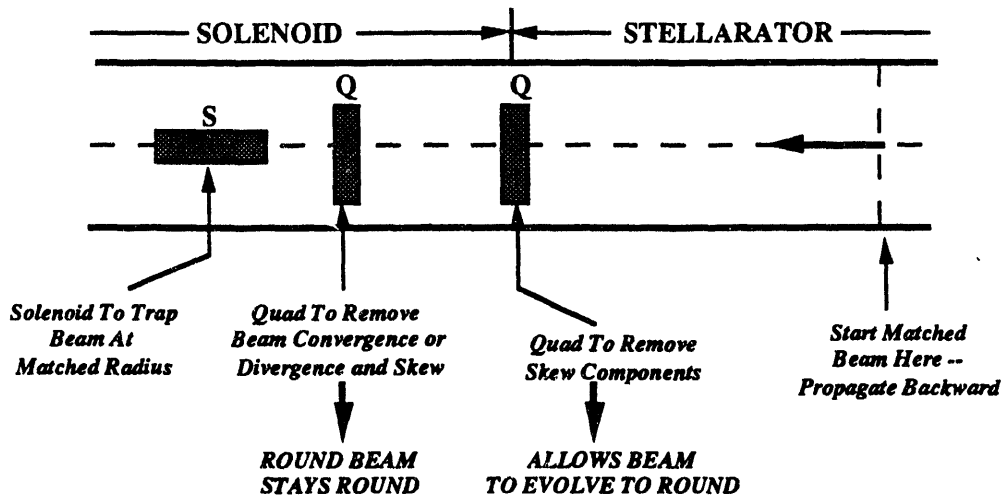 SOLENOID
STELLARATOR
S
Q
Q
Solenoid To Trap
Beam At
Matched Radius
Quad To Remove
Beam Convergence or
Divergence and Skew
ROUND BEAM
STAYS ROUND
Quad To Remove
Skew Components
ALLOWS BEAM
TO EVOLVE TO ROUND
Start Matched
Beam Here --
Propagate Backward